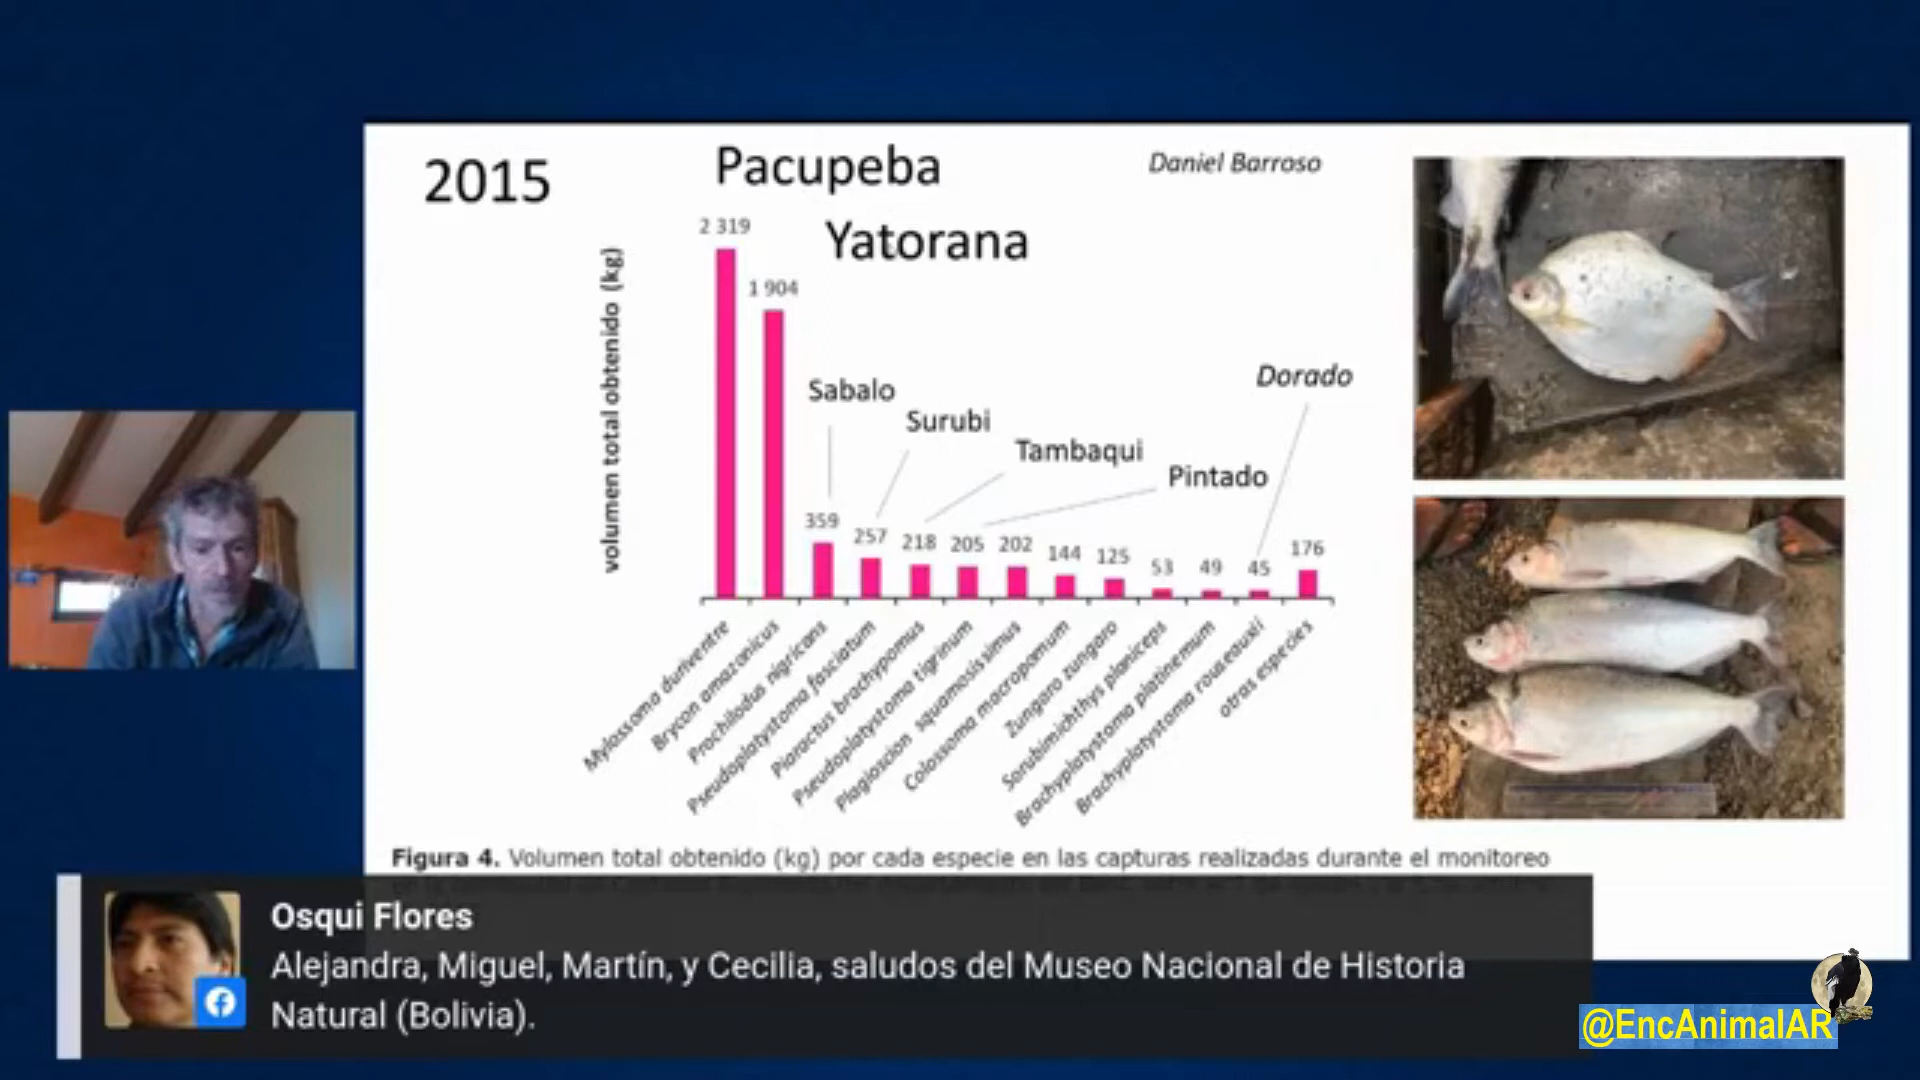 2015
Pacupeba
Daniel Barroso
Yatorana
volumen total obtenido (kg)
2 319
1 904
Sabalo
Surubi
Tambaqui
Pintado
Dorado
359
257
218
205
202
144
125
53
49
45
176
Mylossoma duriventre
Brycon amazonicus
Prochilodus nigricans
Pseudoplatystoma fasciatum
Piaractus brachypomus
Pseudoplatystoma tigrinum
Plagioscion squamosissimus
Colossoma macropomum
Zungaro zungaro
Sorubimichthys planiceps
Brachyplatystoma platinemum
Brachyplatystoma rouseauxii
otras especies
Figura 4. Volumen total obtenido (kg) por cada especie en las capturas realizadas durante el monitoreo
Osqui Flores
Alejandra, Miguel, Martín, y Cecilia, saludos del Museo Nacional de Historia
Natural (Bolivia).
@EncAnimalAR